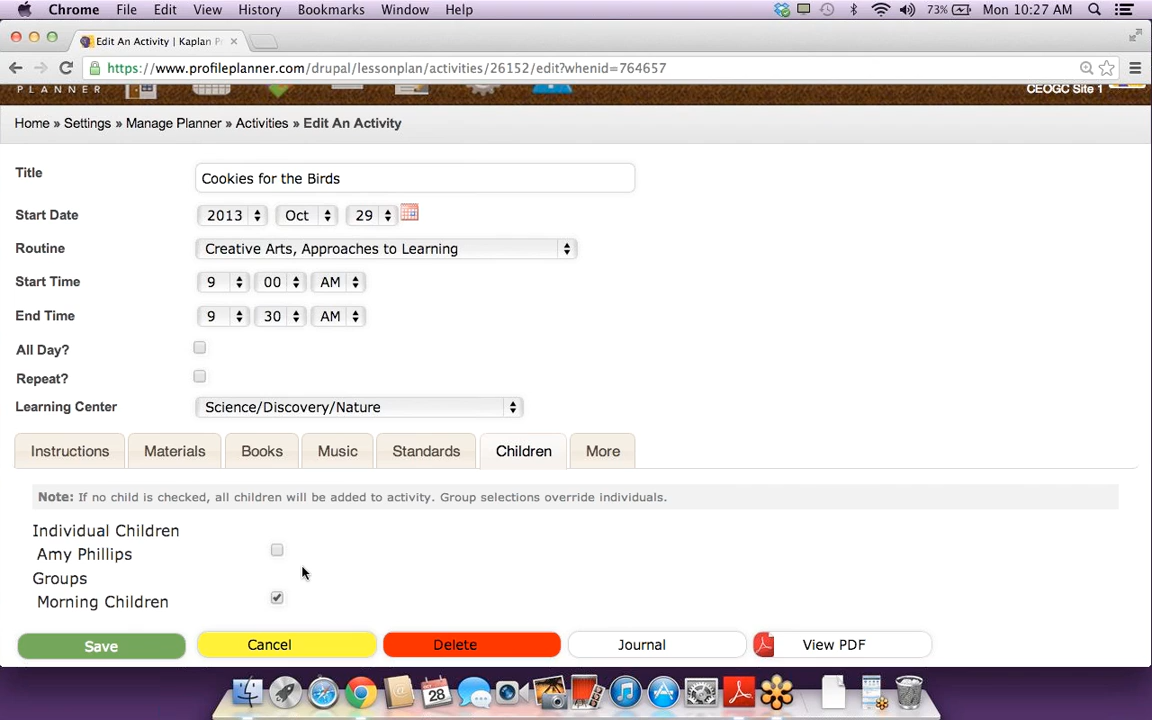 Chrome File Edit View History Bookmarks Window Help 73% Mon 10:27 AM
Edit An Activity | Kaplan P
https://www.profileplanner.com/drupal/lessonplan/activities/26152/edit?whenid=764657
PLANNER CEOGC Site 1
Home » Settings » Manage Planner » Activities » Edit An Activity
Title Cookies for the Birds
Start Date 2013 Oct 29
Routine Creative Arts, Approaches to Learning
Start Time 9 00 AM
End Time 9 30 AM
All Day?
Repeat?
Learning Center Science/Discovery/Nature
Instructions Materials Books Music Standards Children More
Note: If no child is checked, all children will be added to activity. Group selections override individuals.
Individual Children
Amy Phillips
Groups
Morning Children
Save Cancel Delete Journal View PDF
28